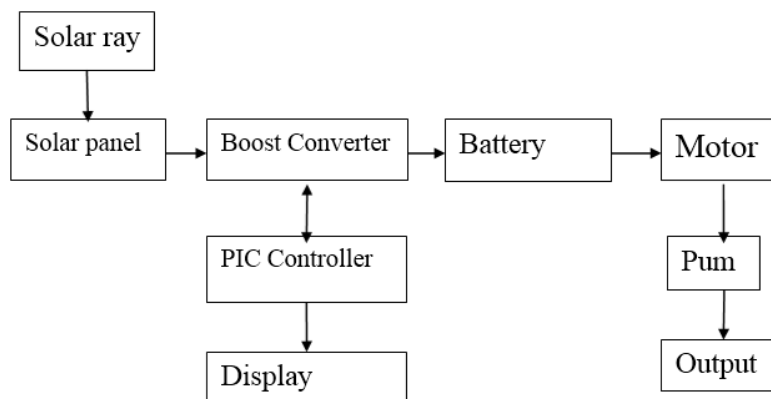 Solar ray
Solar panel
Boost Converter
Battery
Motor
PIC Controller
Pum
Display
Output